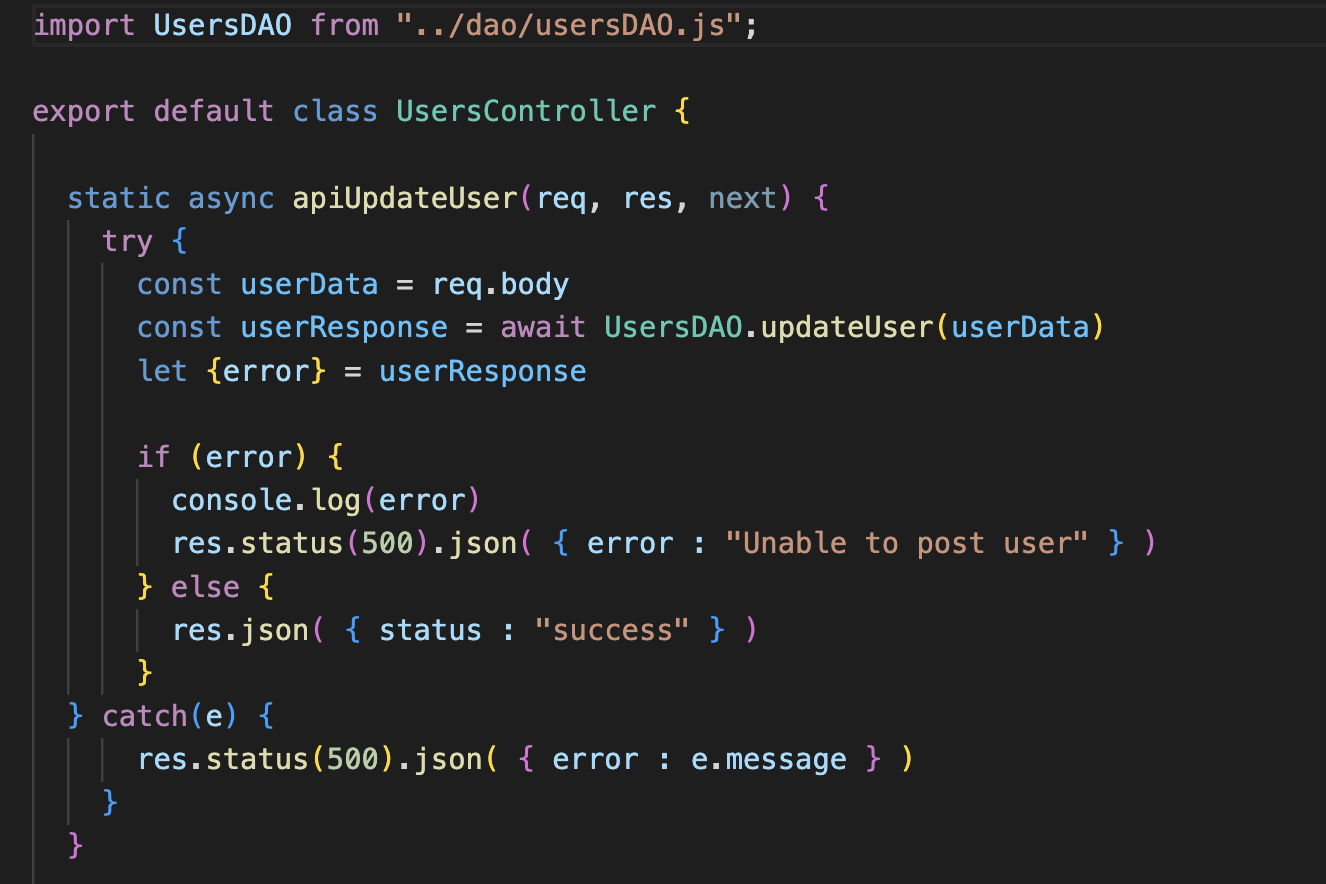 import UsersDAO from "../dao/usersDAO.js";
export default class UsersController {
static async apiUpdateUser(req, res, next) {
try {
const userData = req.body
const userResponse = await UsersDAO.updateUser(userData)
let {error} = userResponse
if (error) {
console.log(error)
res.status(500).json( { error : "Unable to post user" } )
} else {
res.json( { status : "success" } )
}
} catch(e) {
res.status(500).json( { error : e.message } )
}
}